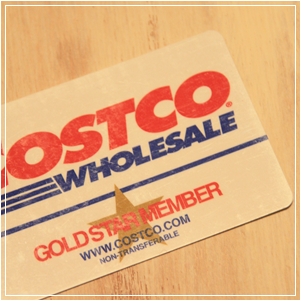 COSTCO®
WHOLESALE
GOLD STAR MEMBER
WWW.COSTCO.COM
NON-TRANSFERABLE